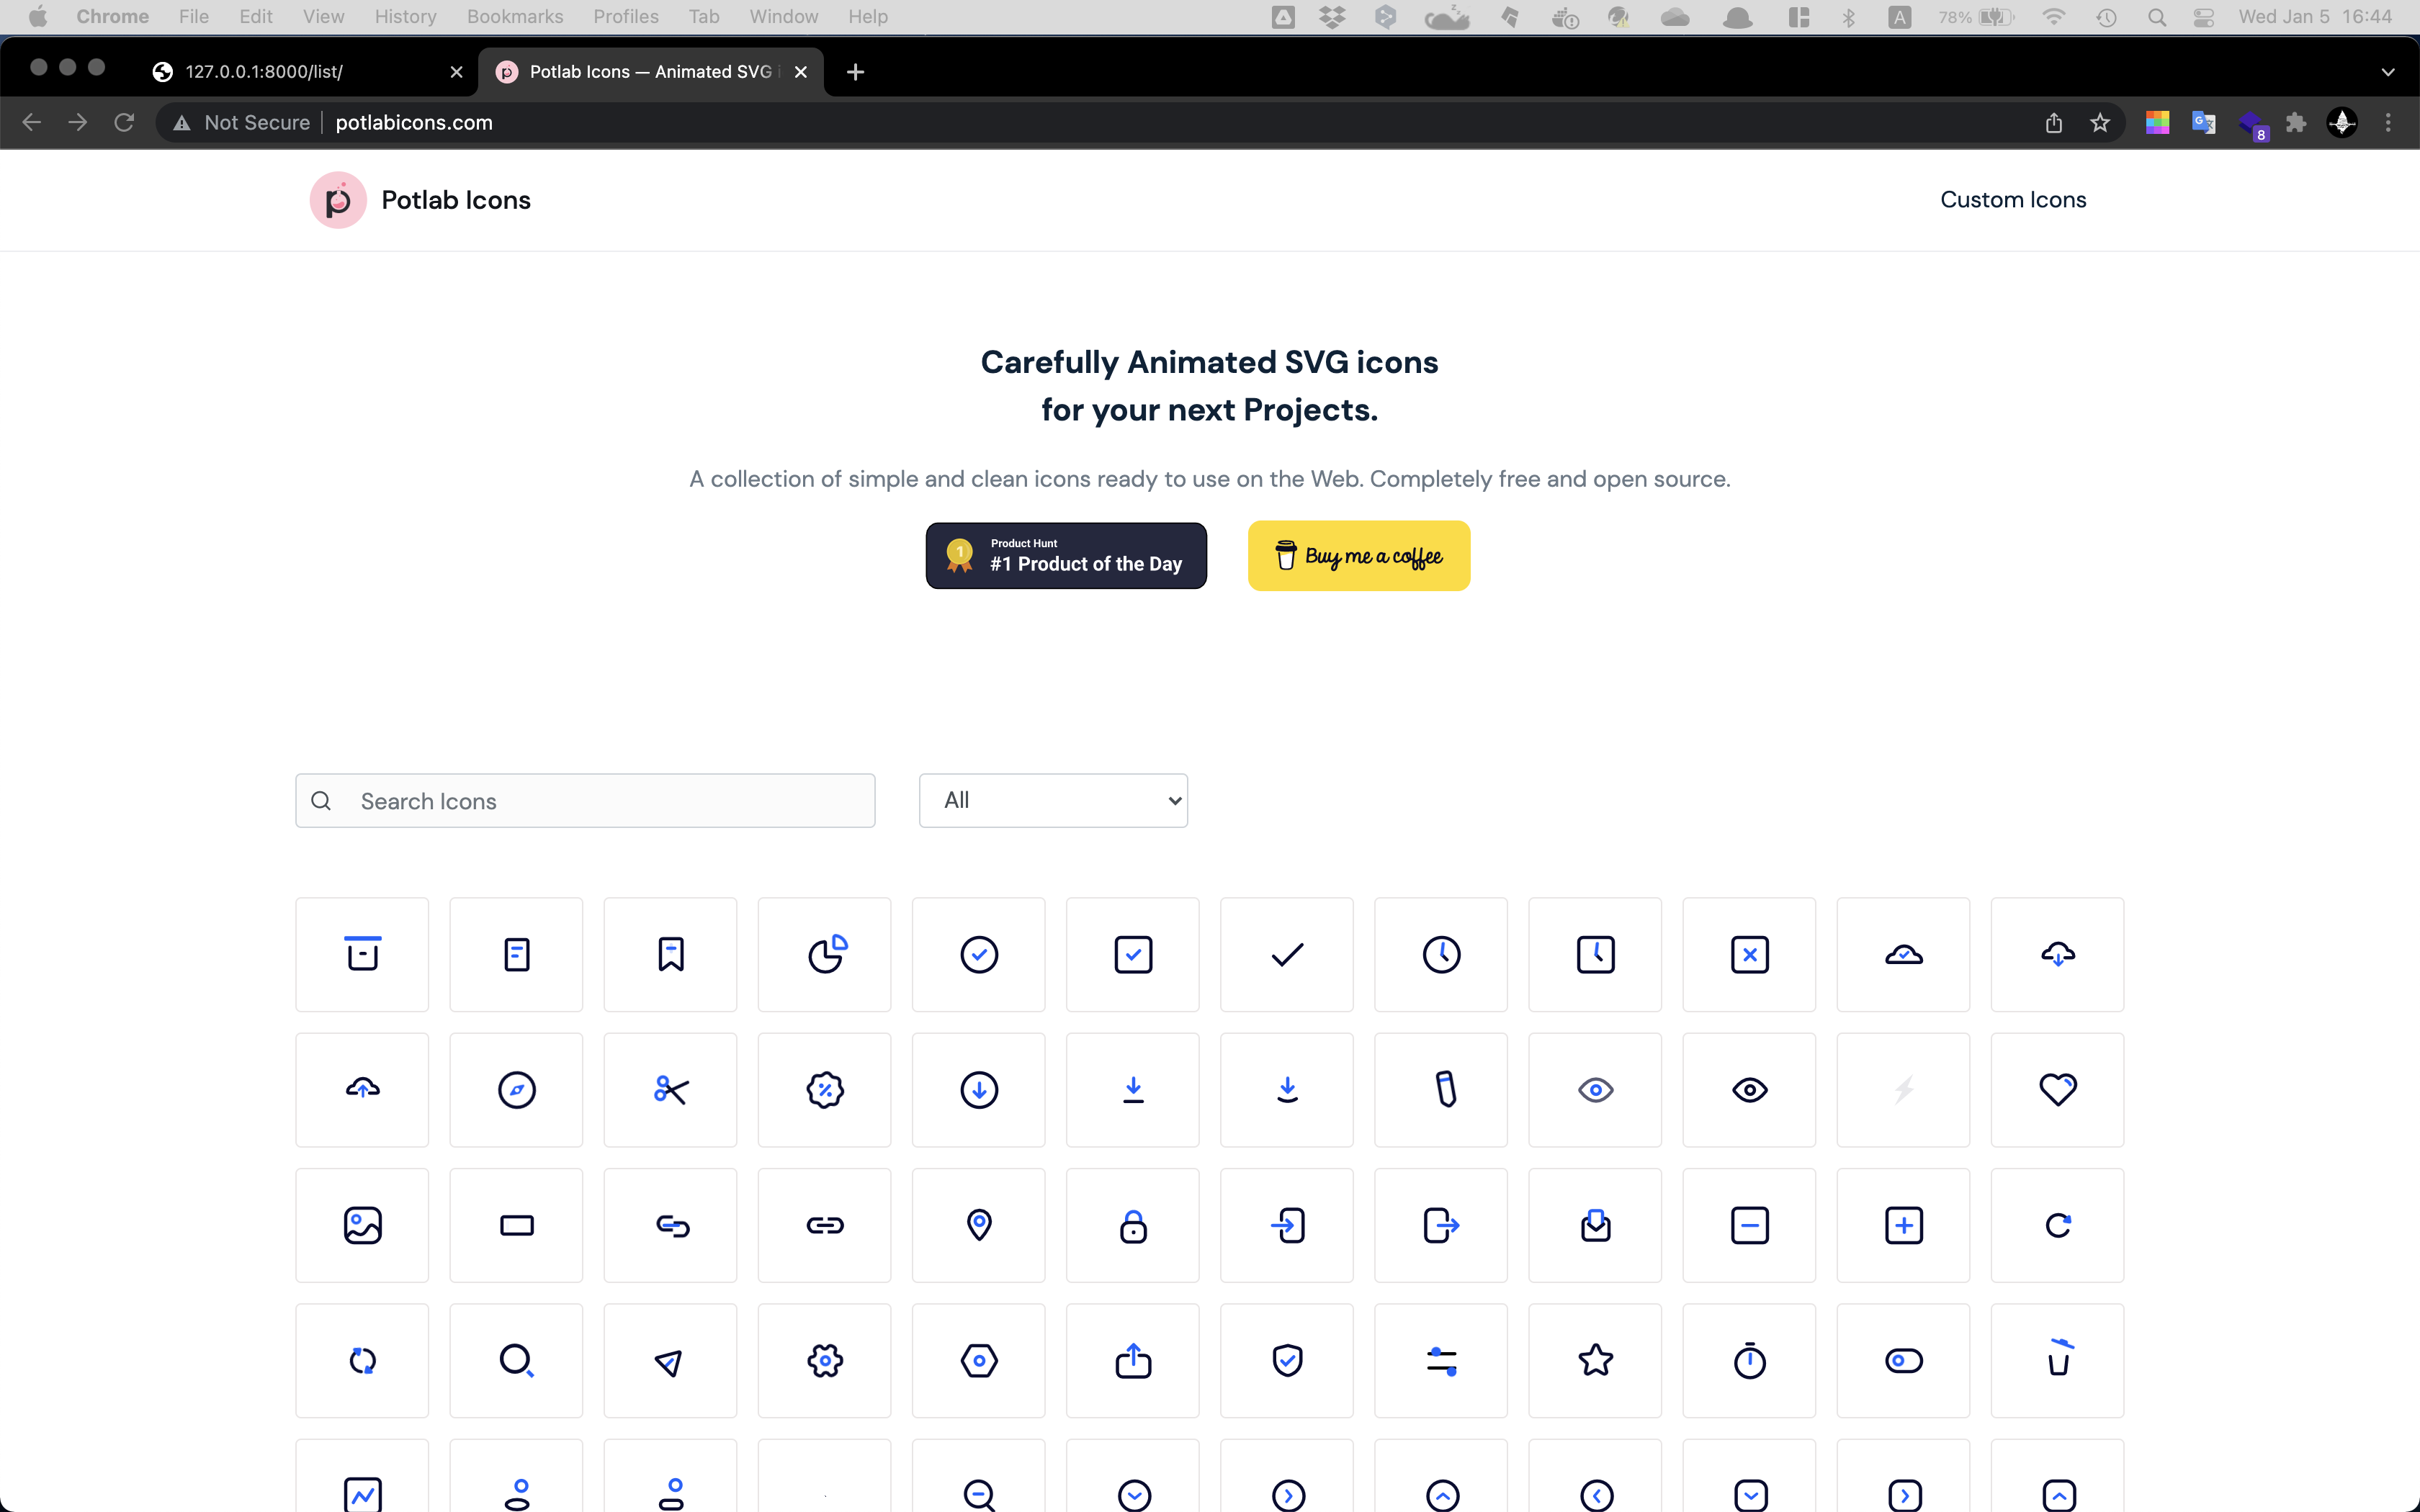 Chrome File Edit View History Bookmarks Profiles Tab Window Help A 78% Wed Jan 5 16:44
127.0.0.1:8000/list/ Potlab Icons — Animated SVG
Not Secure potlabicons.com 8
Potlab Icons Custom Icons
Carefully Animated SVG icons
for your next Projects.
A collection of simple and clean icons ready to use on the Web. Completely free and open source.
1 Product Hunt
#1 Product of the Day Buy me a coffee
Search Icons All